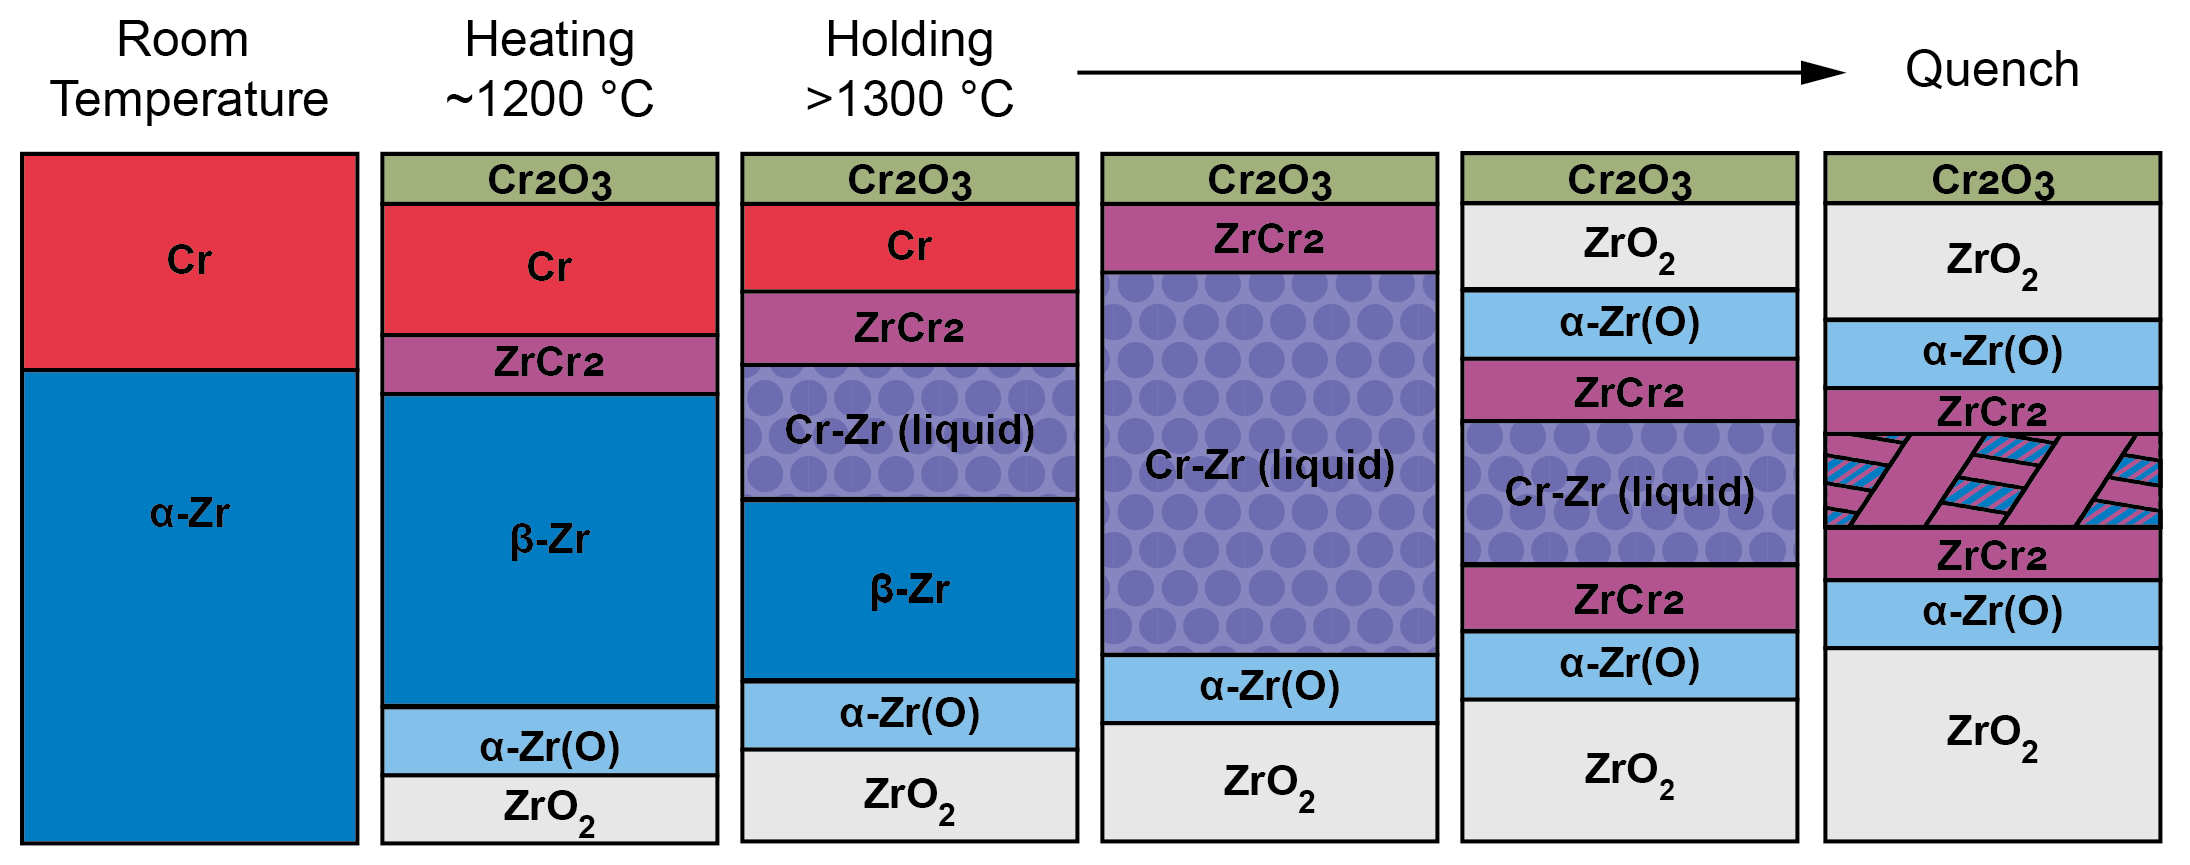 Room
Temperature
Heating
~1200 °C
Holding
>1300 °C
Quench
Cr
α-Zr
Cr2O3
Cr
ZrCr2
β-Zr
α-Zr(O)
ZrO2
Cr2O3
Cr
ZrCr2
Cr-Zr (liquid)
β-Zr
α-Zr(O)
ZrO2
Cr2O3
ZrCr2
Cr-Zr (liquid)
α-Zr(O)
ZrO2
Cr2O3
ZrO2
α-Zr(O)
ZrCr2
Cr-Zr (liquid)
ZrCr2
α-Zr(O)
ZrO2
Cr2O3
ZrO2
α-Zr(O)
ZrCr2
ZrCr2
α-Zr(O)
ZrO2